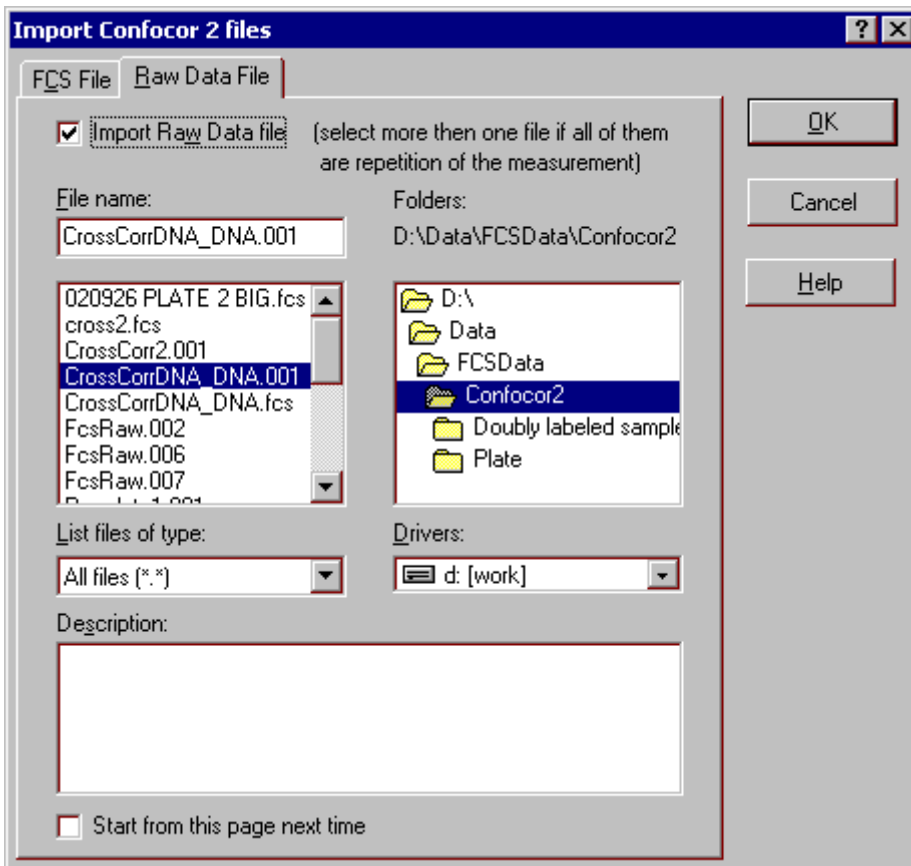 Import Confocor 2 files
FCS File
Raw Data File
Import Raw Data file
(select more then one file if all of them
are repetition of the measurement)
OK
Cancel
Help
File name:
CrossCorrDNA_DNA.001
020926 PLATE 2 BIG.fcs
cross2.fcs
CrossCorr2.001
CrossCorrDNA_DNA.001
CrossCorrDNA_DNA.fcs
FcsRaw.002
FcsRaw.006
FcsRaw.007
Folders:
D:\Data\FCSData\Confocor2
D:\
Data
FCSData
Confocor2
Doubly labeled sample
Plate
List files of type:
All files (*.*)
Drivers:
d: [work]
Description:
Start from this page next time